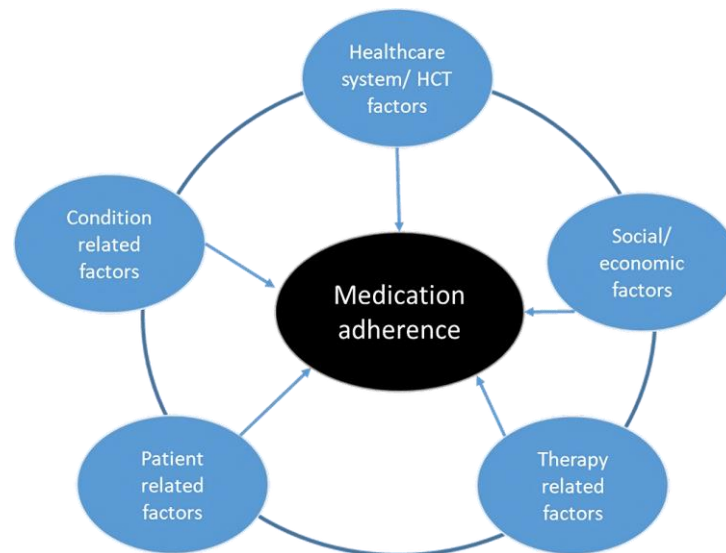 Healthcare
system/ HCT
factors
Condition
related
factors
Social/
economic
factors
Medication
adherence
Patient
related
factors
Therapy
related
factors